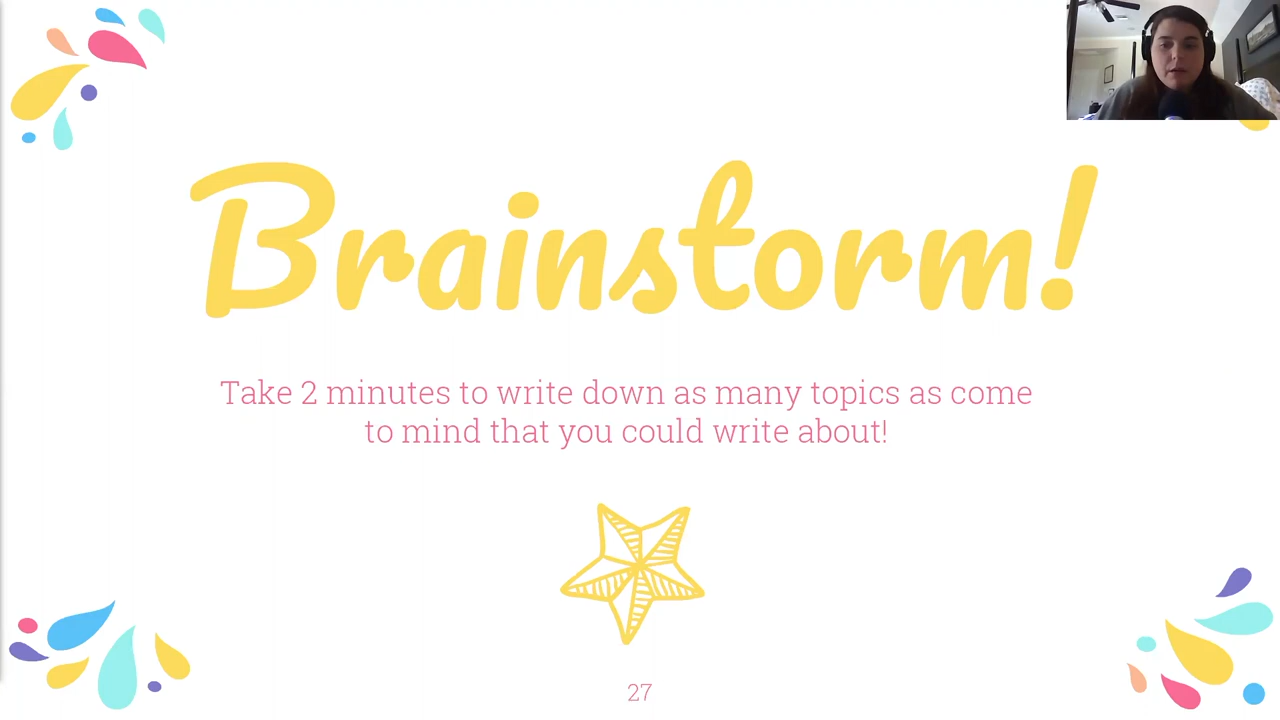 Brainstorm!
Take 2 minutes to write down as many topics as come
to mind that you could write about!
27